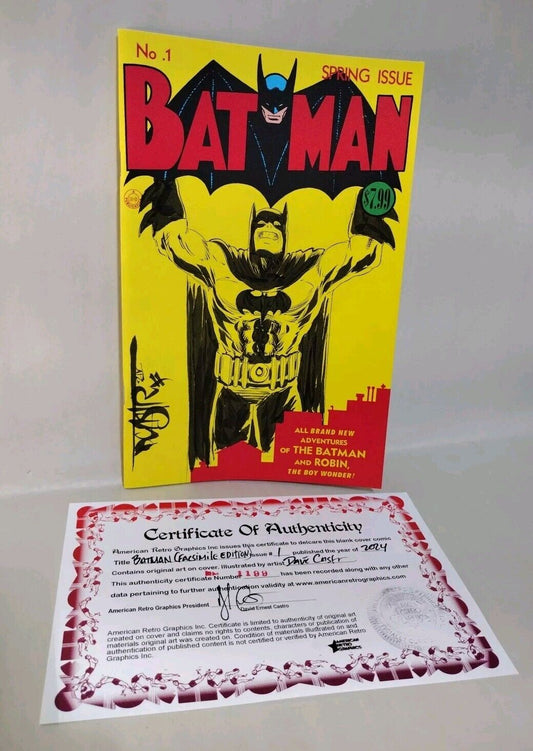 No.1
SPRING ISSUE
BATMAN
$7.99
ALL BRAND NEW
ADVENTURES
OF THE BATMAN
AND ROBIN,
THE BOY WONDER!
Certificate Of Authenticity
American Retro Graphics Inc issues this certificate to delcare this blank cover comic
Title BATMAN (FACSIMILE EDITION) issue # 1 published the year of 2024
Contains original art on cover. Illustrated by artist Dave Castr
This authenticity certificate Number has been recorded along with any other
data pertaining to further authentication validity at www.americanretrographics.com
American Retro Graphics President
David Ernest Castro
American Retro Graphics Inc. Certificate is limited to authenticity of original art
created on cover and claims no rights to contents, characters or publication of
materials original art was created on. Condition of materials illustrated on and
authentication of published content is not certified or verified by American Retro
Graphics Inc.
AMERICAN
RETRO
GRAPHICS